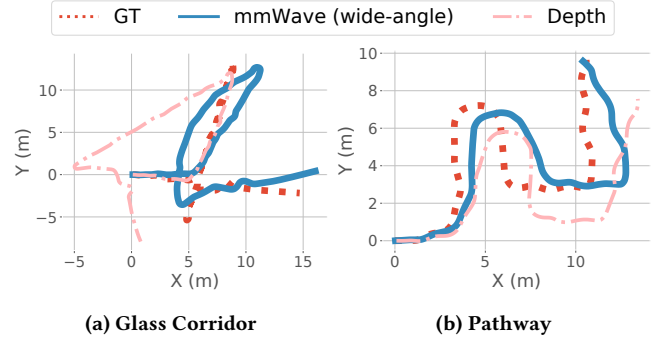 GT mmWave (wide-angle) Depth
Y (m)
10
5
0
−5
−5 0 5 10 15
X (m)
(a) Glass Corridor
Y (m)
10
8
6
4
2
0
0 5 10
X (m)
(b) Pathway